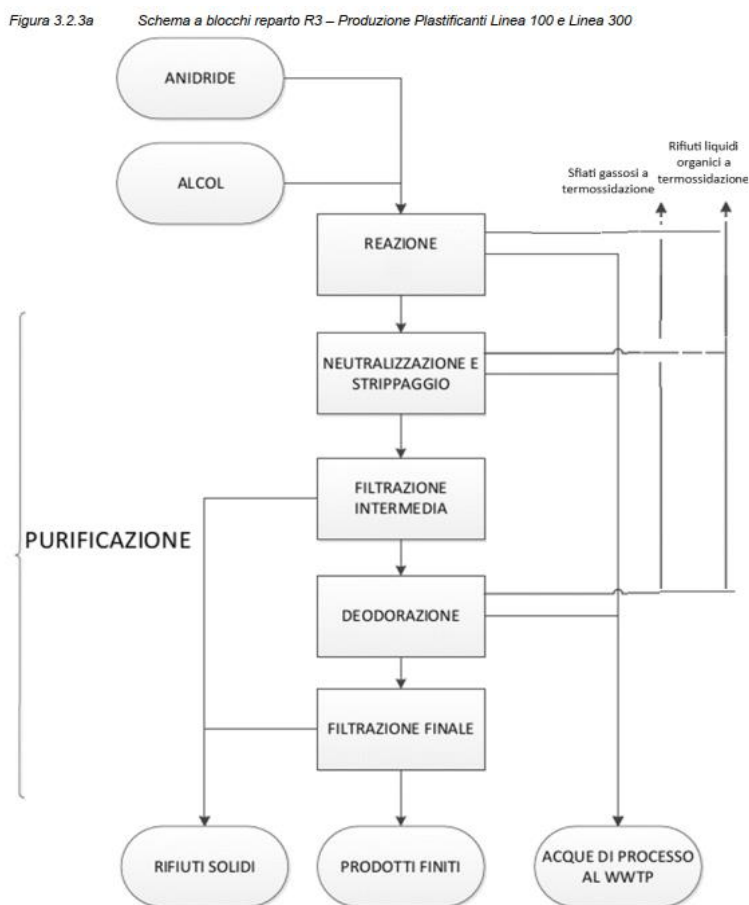 Figura 3.2.3a Schema a blocchi reparto R3 – Produzione Plastificanti Linea 100 e Linea 300
ANIDRIDE
ALCOL
Sfiati gassosi a
termossidazione
Rifiuti liquidi
organici a
termossidazione
REAZIONE
NEUTRALIZZAZIONE E
STRIPPAGGIO
FILTRAZIONE
INTERMEDIA
PURIFICAZIONE
DEODORAZIONE
FILTRAZIONE FINALE
RIFIUTI SOLIDI
PRODOTTI FINITI
ACQUE DI PROCESSO
AL WWTP